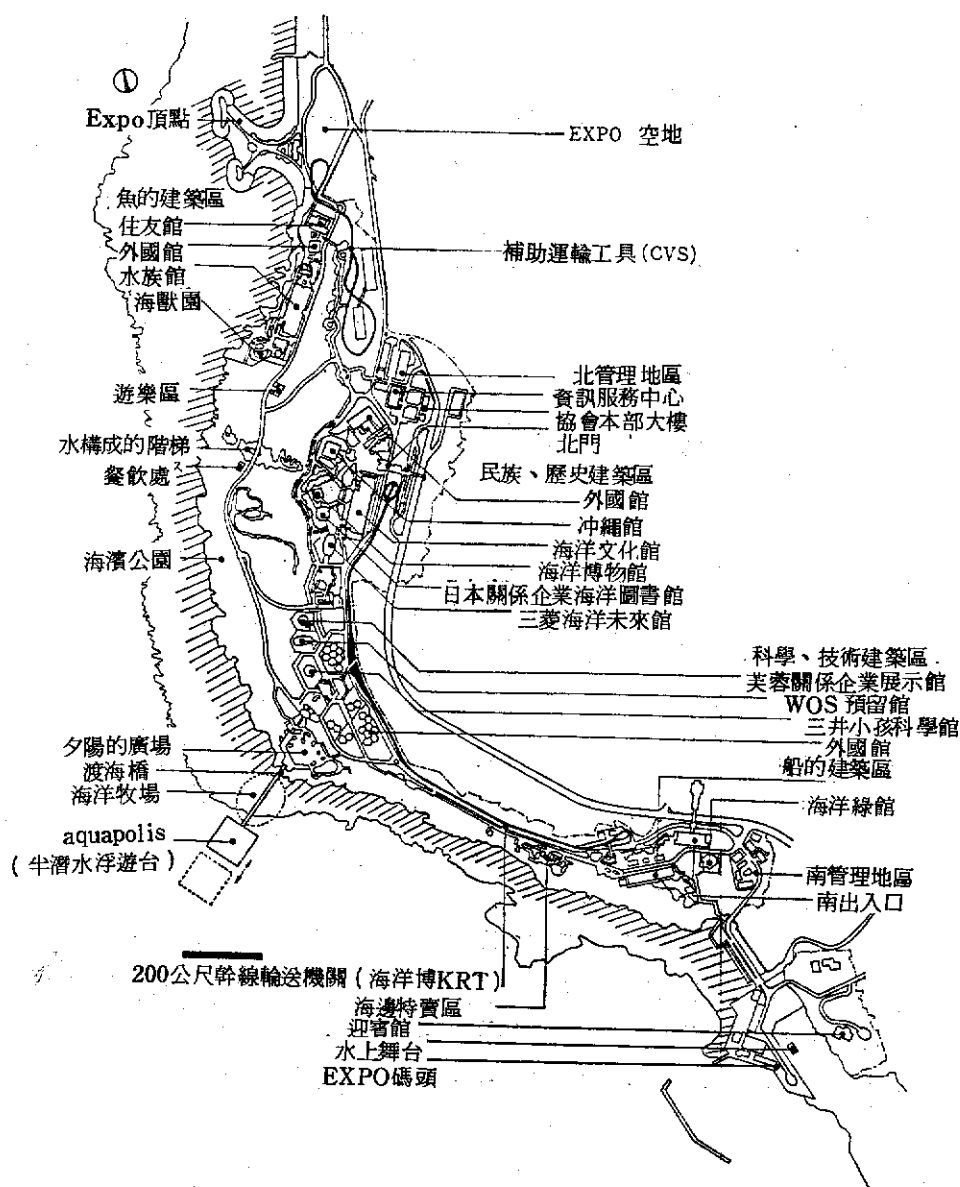 Expo頂點
EXPO 空地
魚的建築區
住友館
外國館
水族館
海獸園
補助運輸工具(CVS)
遊樂區
北管理地區
資訊服務中心
協會本部大樓
北門
水構成的階梯
餐飲處
民族、歷史建築區
外國館
沖繩館
海洋文化館
海洋博物館
日本關係企業海洋圖書館
三菱海洋未來館
海濱公園
科學、技術建築區
芙蓉關係企業展示館
WOS 預留館
三井小孩科學館
外國館
船的建築區
海洋綠館
夕陽的廣場
渡海橋
海洋牧場
aquapolis
(半潛水浮遊台)
南管理地區
南出入口
200公尺幹線輸送機關(海洋博KRT)
海邊特賣區
迎賓館
水上舞台
EXPO碼頭